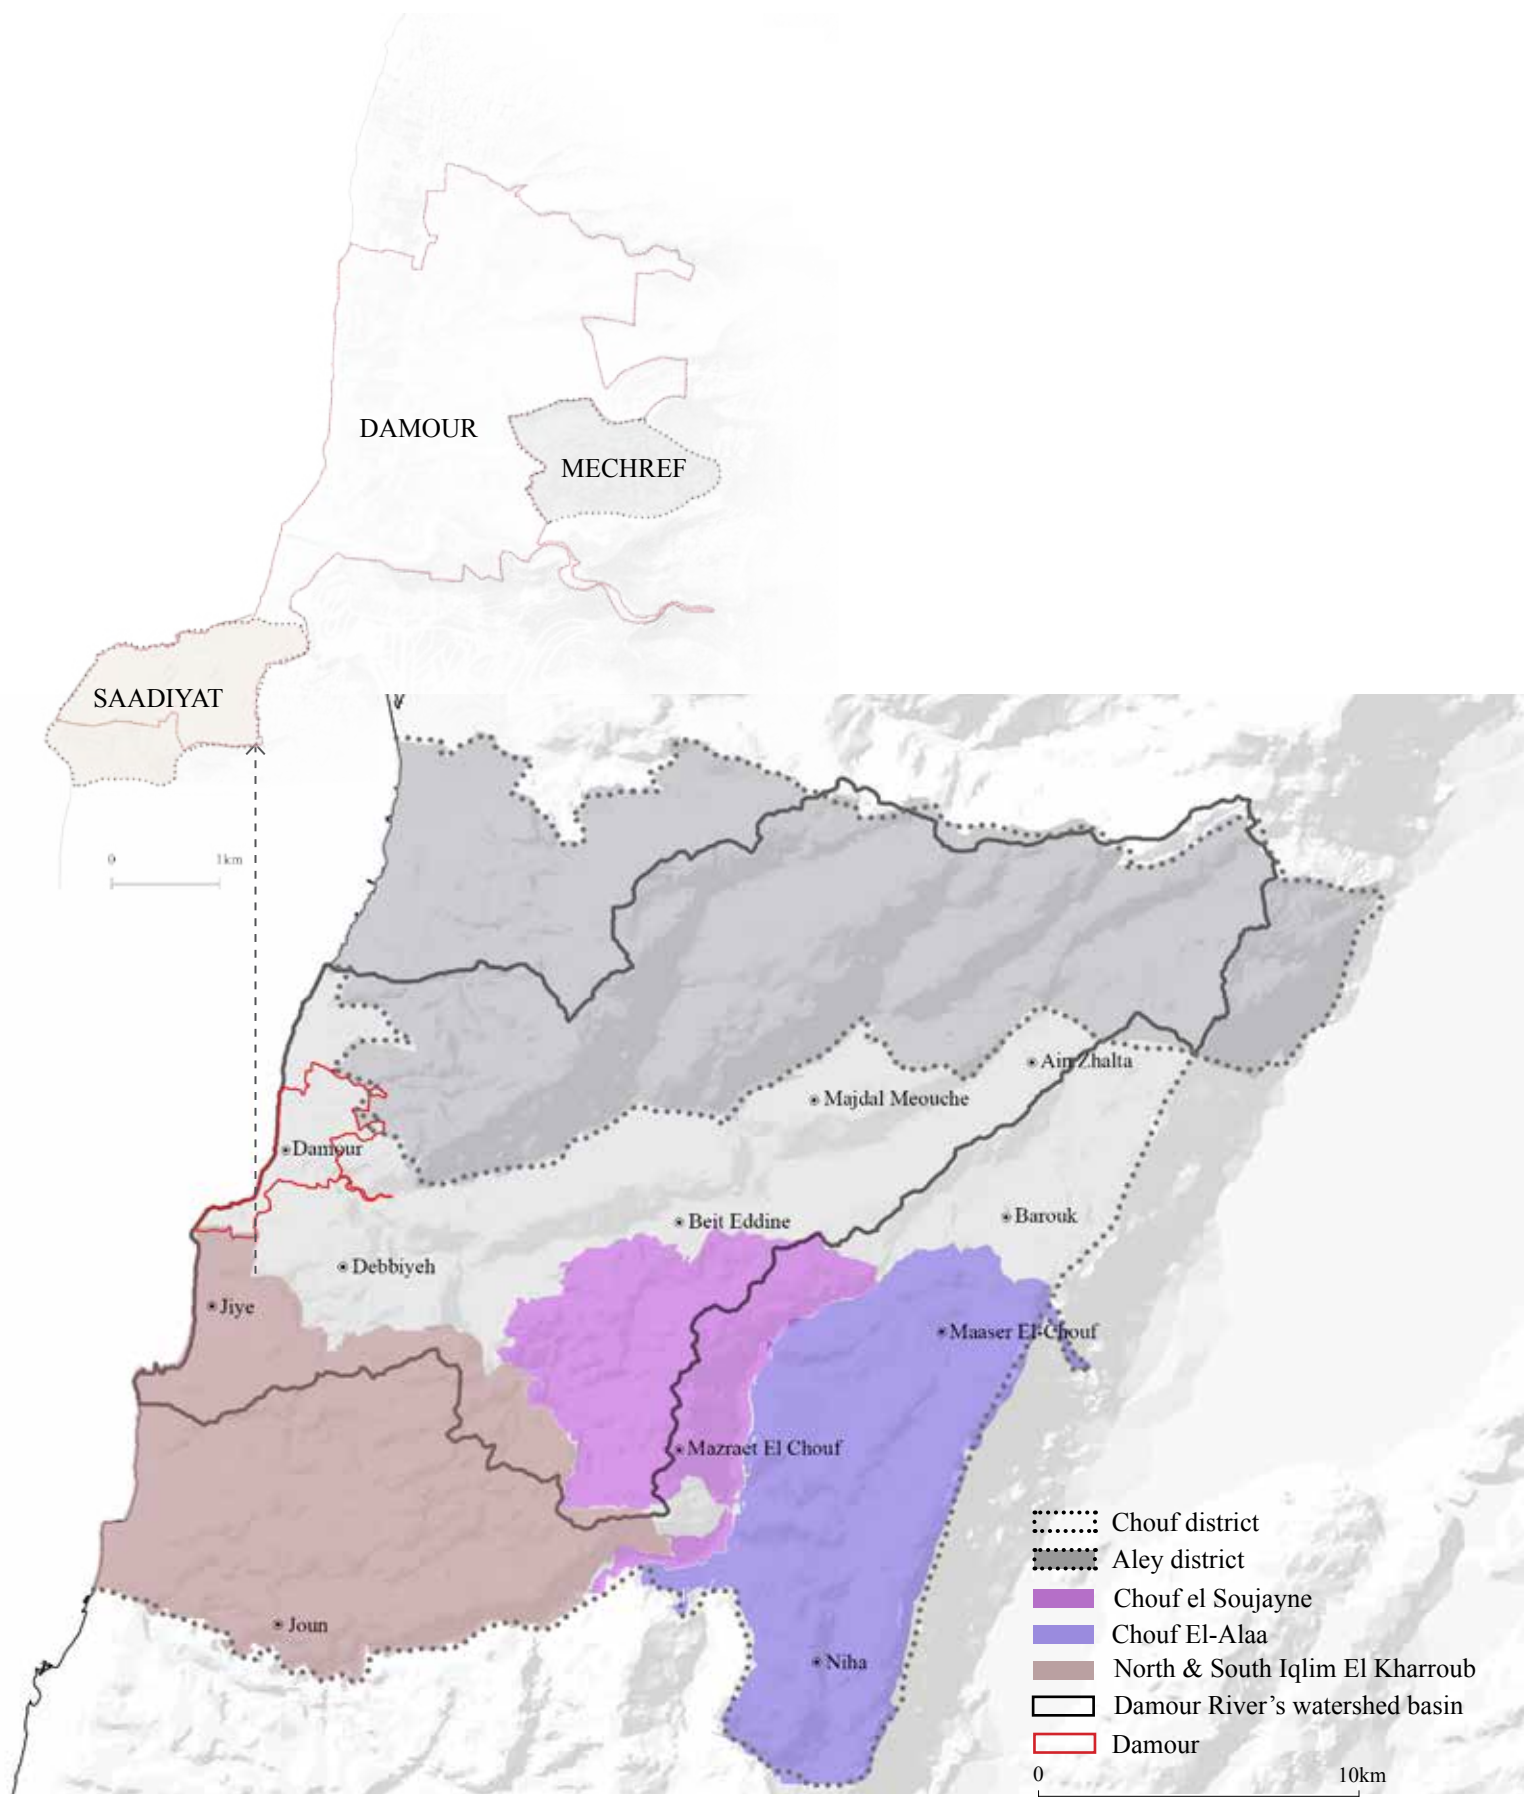 DAMOUR
MECHREF
SAADIYAT
0 1km
Ain Zhalta
Majdal Meouche
Damour
Barouk
Beit Eddine
Debbiyeh
Jiye
Maaser El-Chouf
Mazraet El Chouf
Joun
Niha
Chouf district
Aley district
Chouf el Soujayne
Chouf El-Alaa
North & South Iqlim El Kharroub
Damour River’s watershed basin
Damour
0 10km